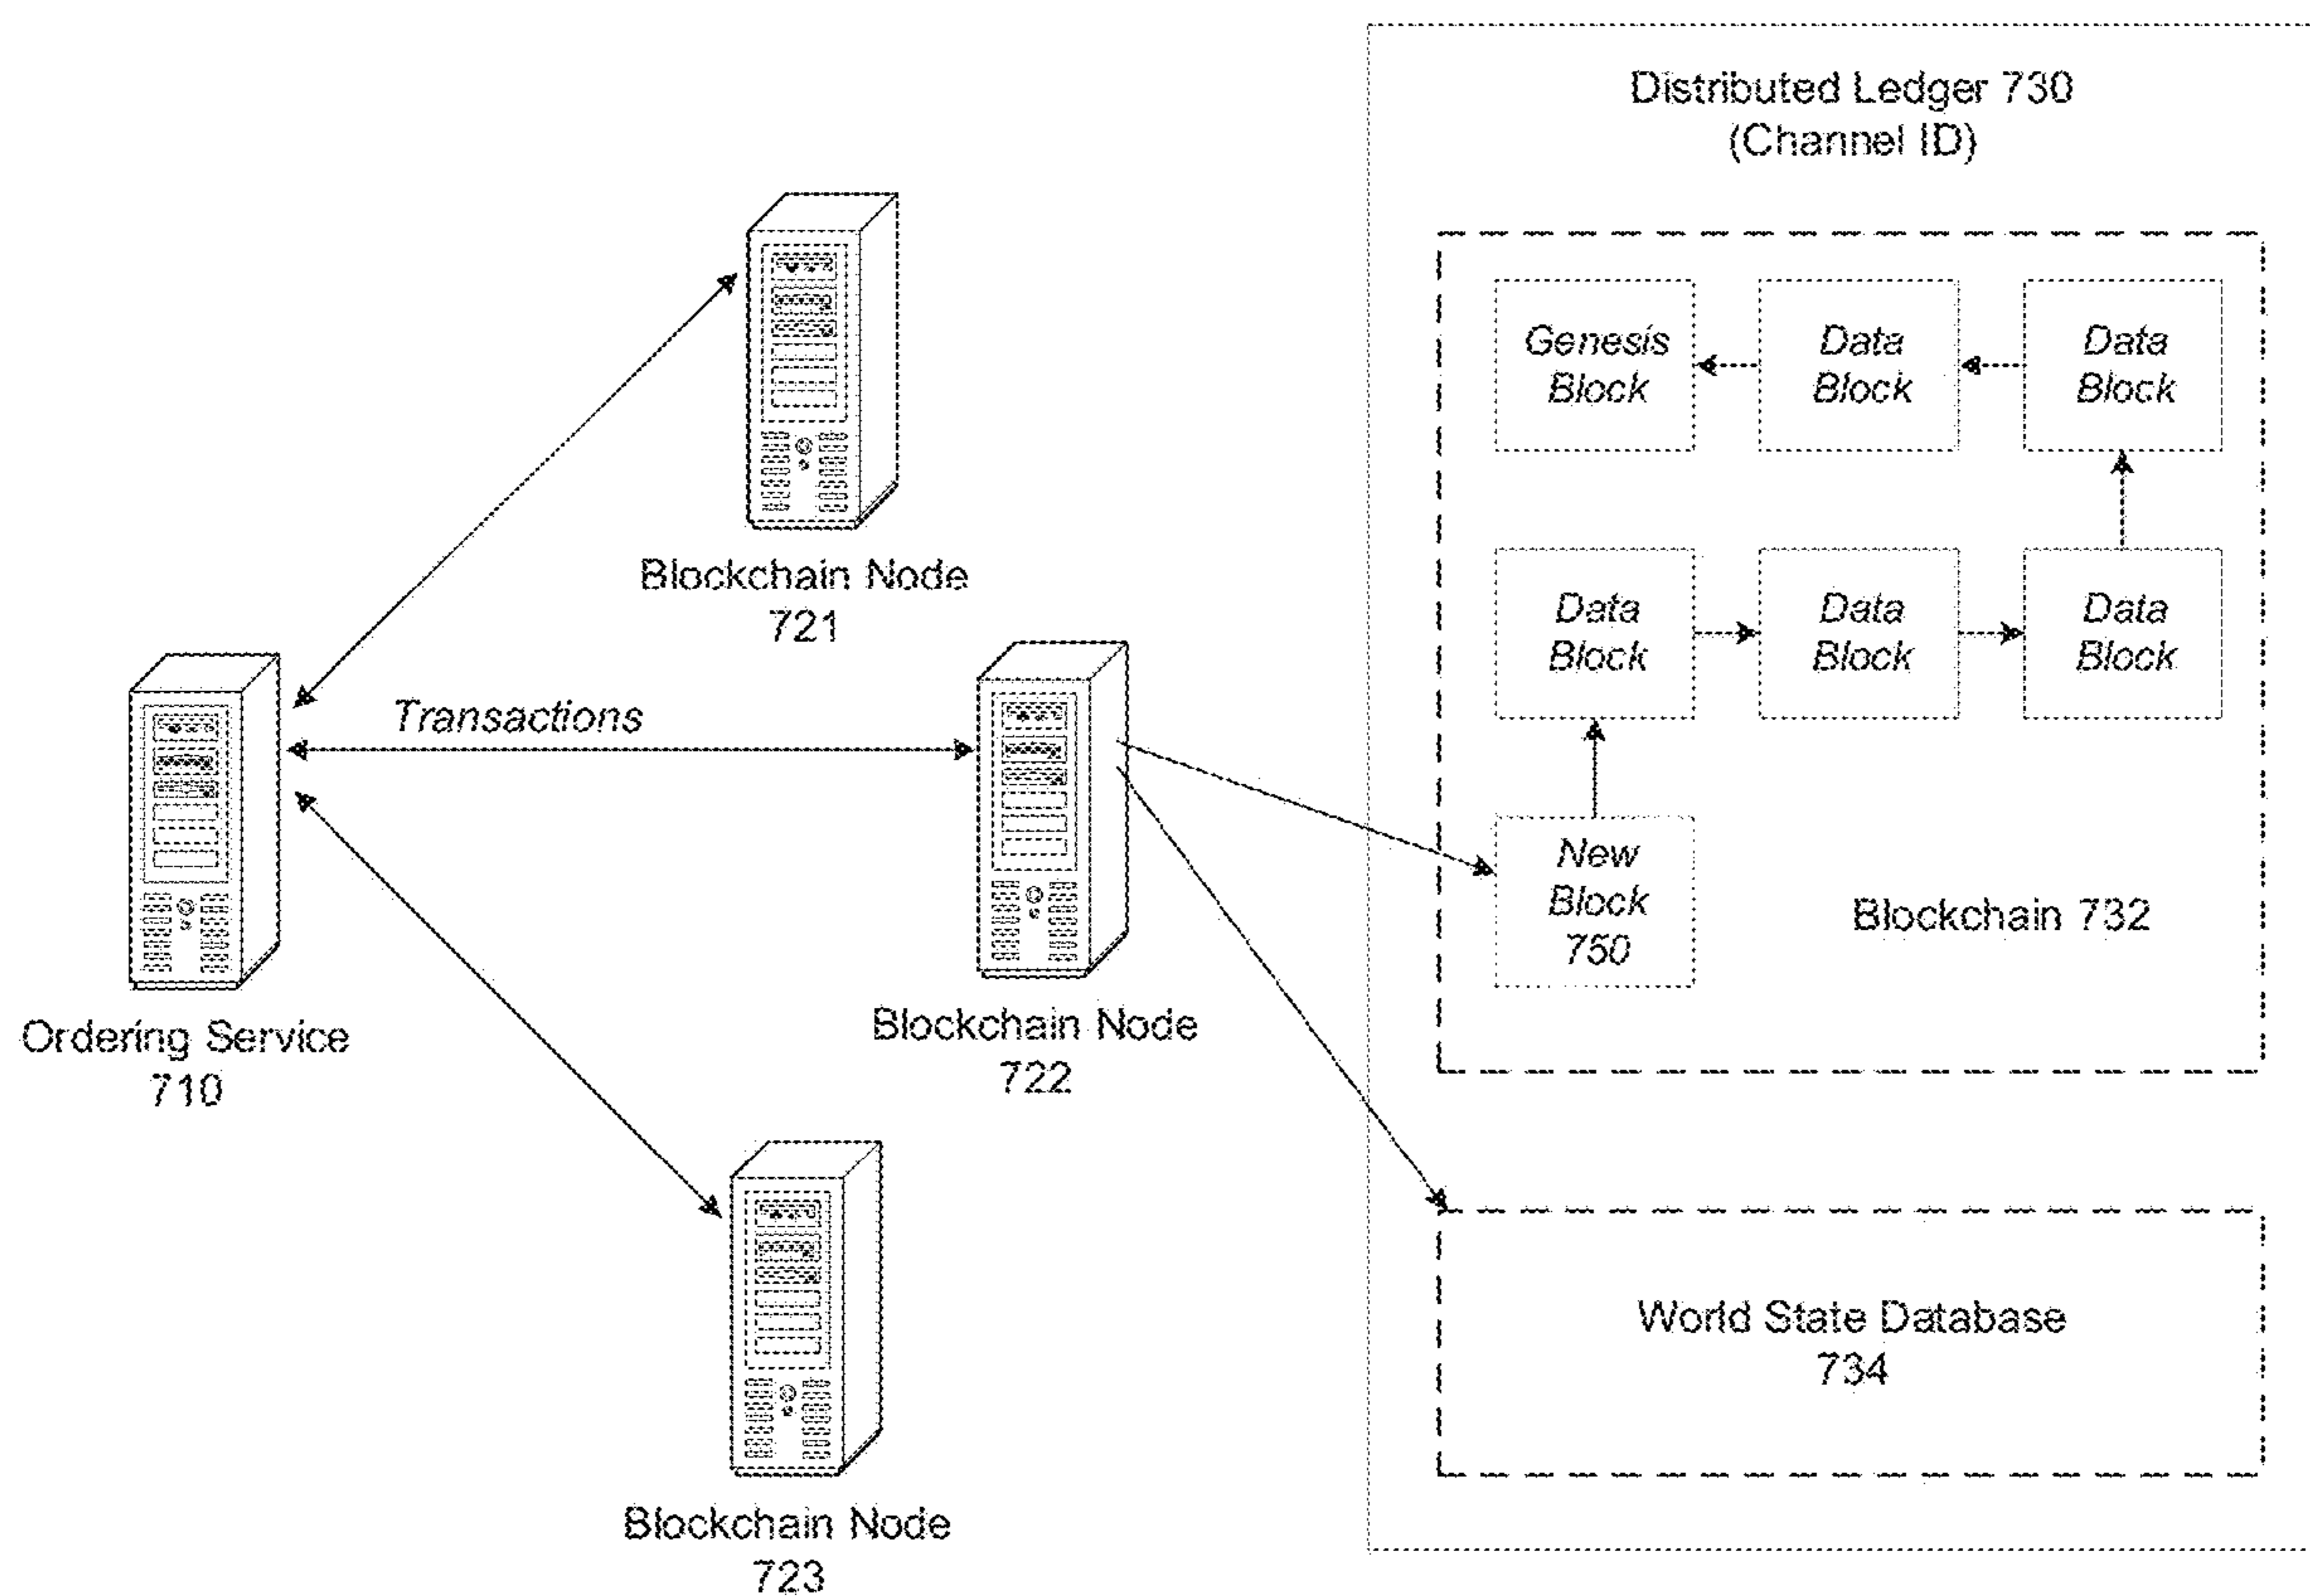 Distributed Ledger 730
(Channel ID)
Genesis
Block
Data
Block
Data
Block
Blockchain Node
721
Data
Block
Data
Block
Data
Block
Transactions
New
Block
750
Blockchain 732
Ordering Service
710
Blockchain Node
722
World State Database
734
Blockchain Node
723